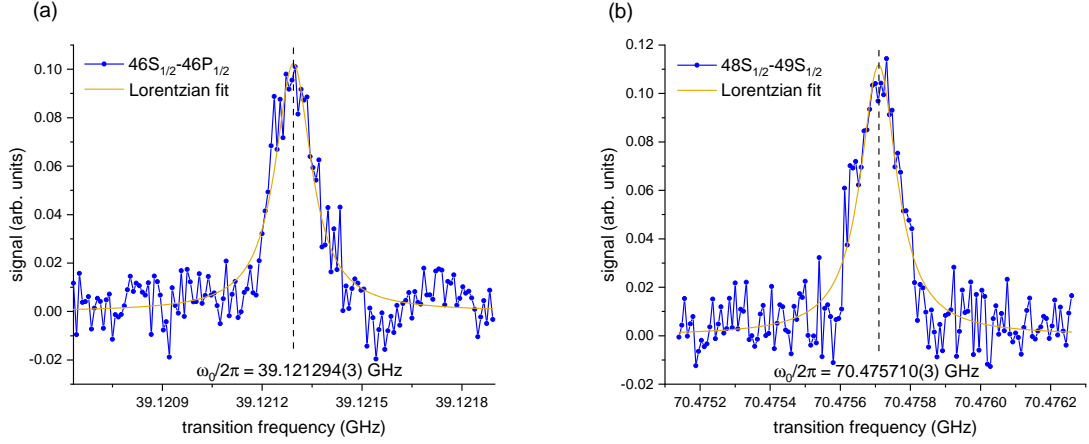 (a)
46S1/2-46P1/2
Lorentzian fit
signal (arb. units)
0.10
0.08
0.06
0.04
0.02
0.00
-0.02
ω0/2π = 39.121294(3) GHz
39.1209
39.1212
39.1215
39.1218
transition frequency (GHz)
(b)
48S1/2-49S1/2
Lorentzian fit
signal (arb. units)
0.12
0.10
0.08
0.06
0.04
0.02
0.00
-0.02
ω0/2π = 70.475710(3) GHz
70.4752
70.4754
70.4756
70.4758
70.4760
70.4762
transition frequency (GHz)